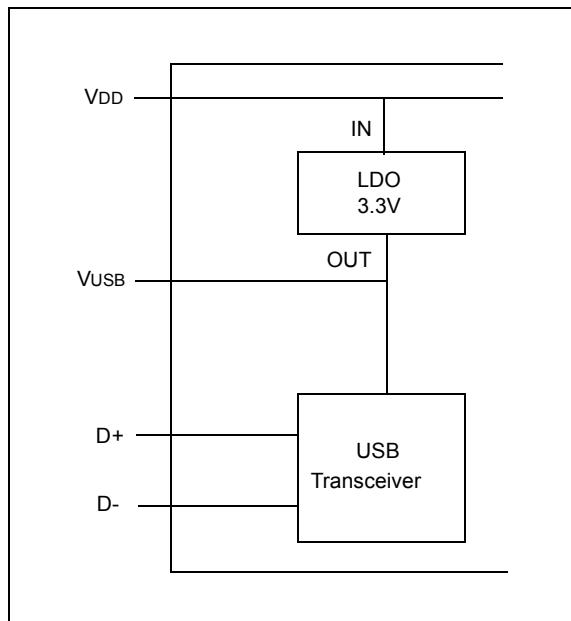 VDD
IN
LDO
3.3V
OUT
VUSB
D+
USB
Transceiver
D-